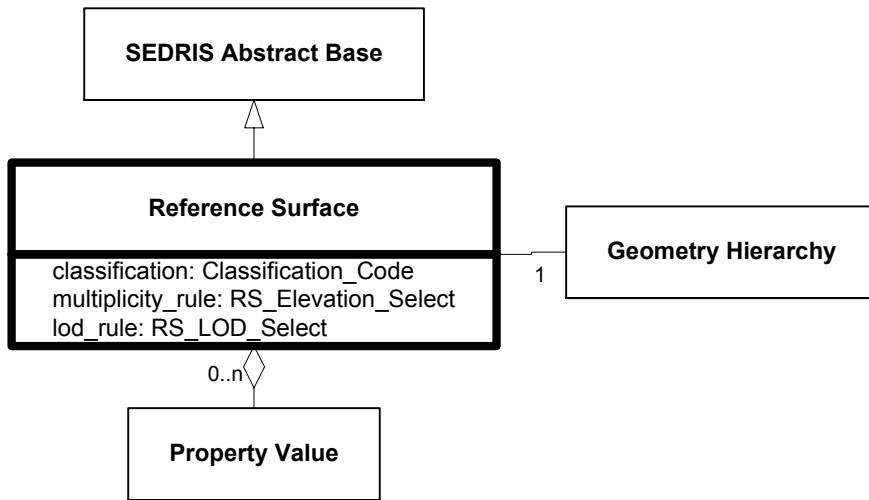 SEDRIS Abstract Base
Reference Surface
classification: Classification_Code
multiplicity_rule: RS_Elevation_Select
lod_rule: RS_LOD_Select
Geometry Hierarchy
1
0..n
Property Value